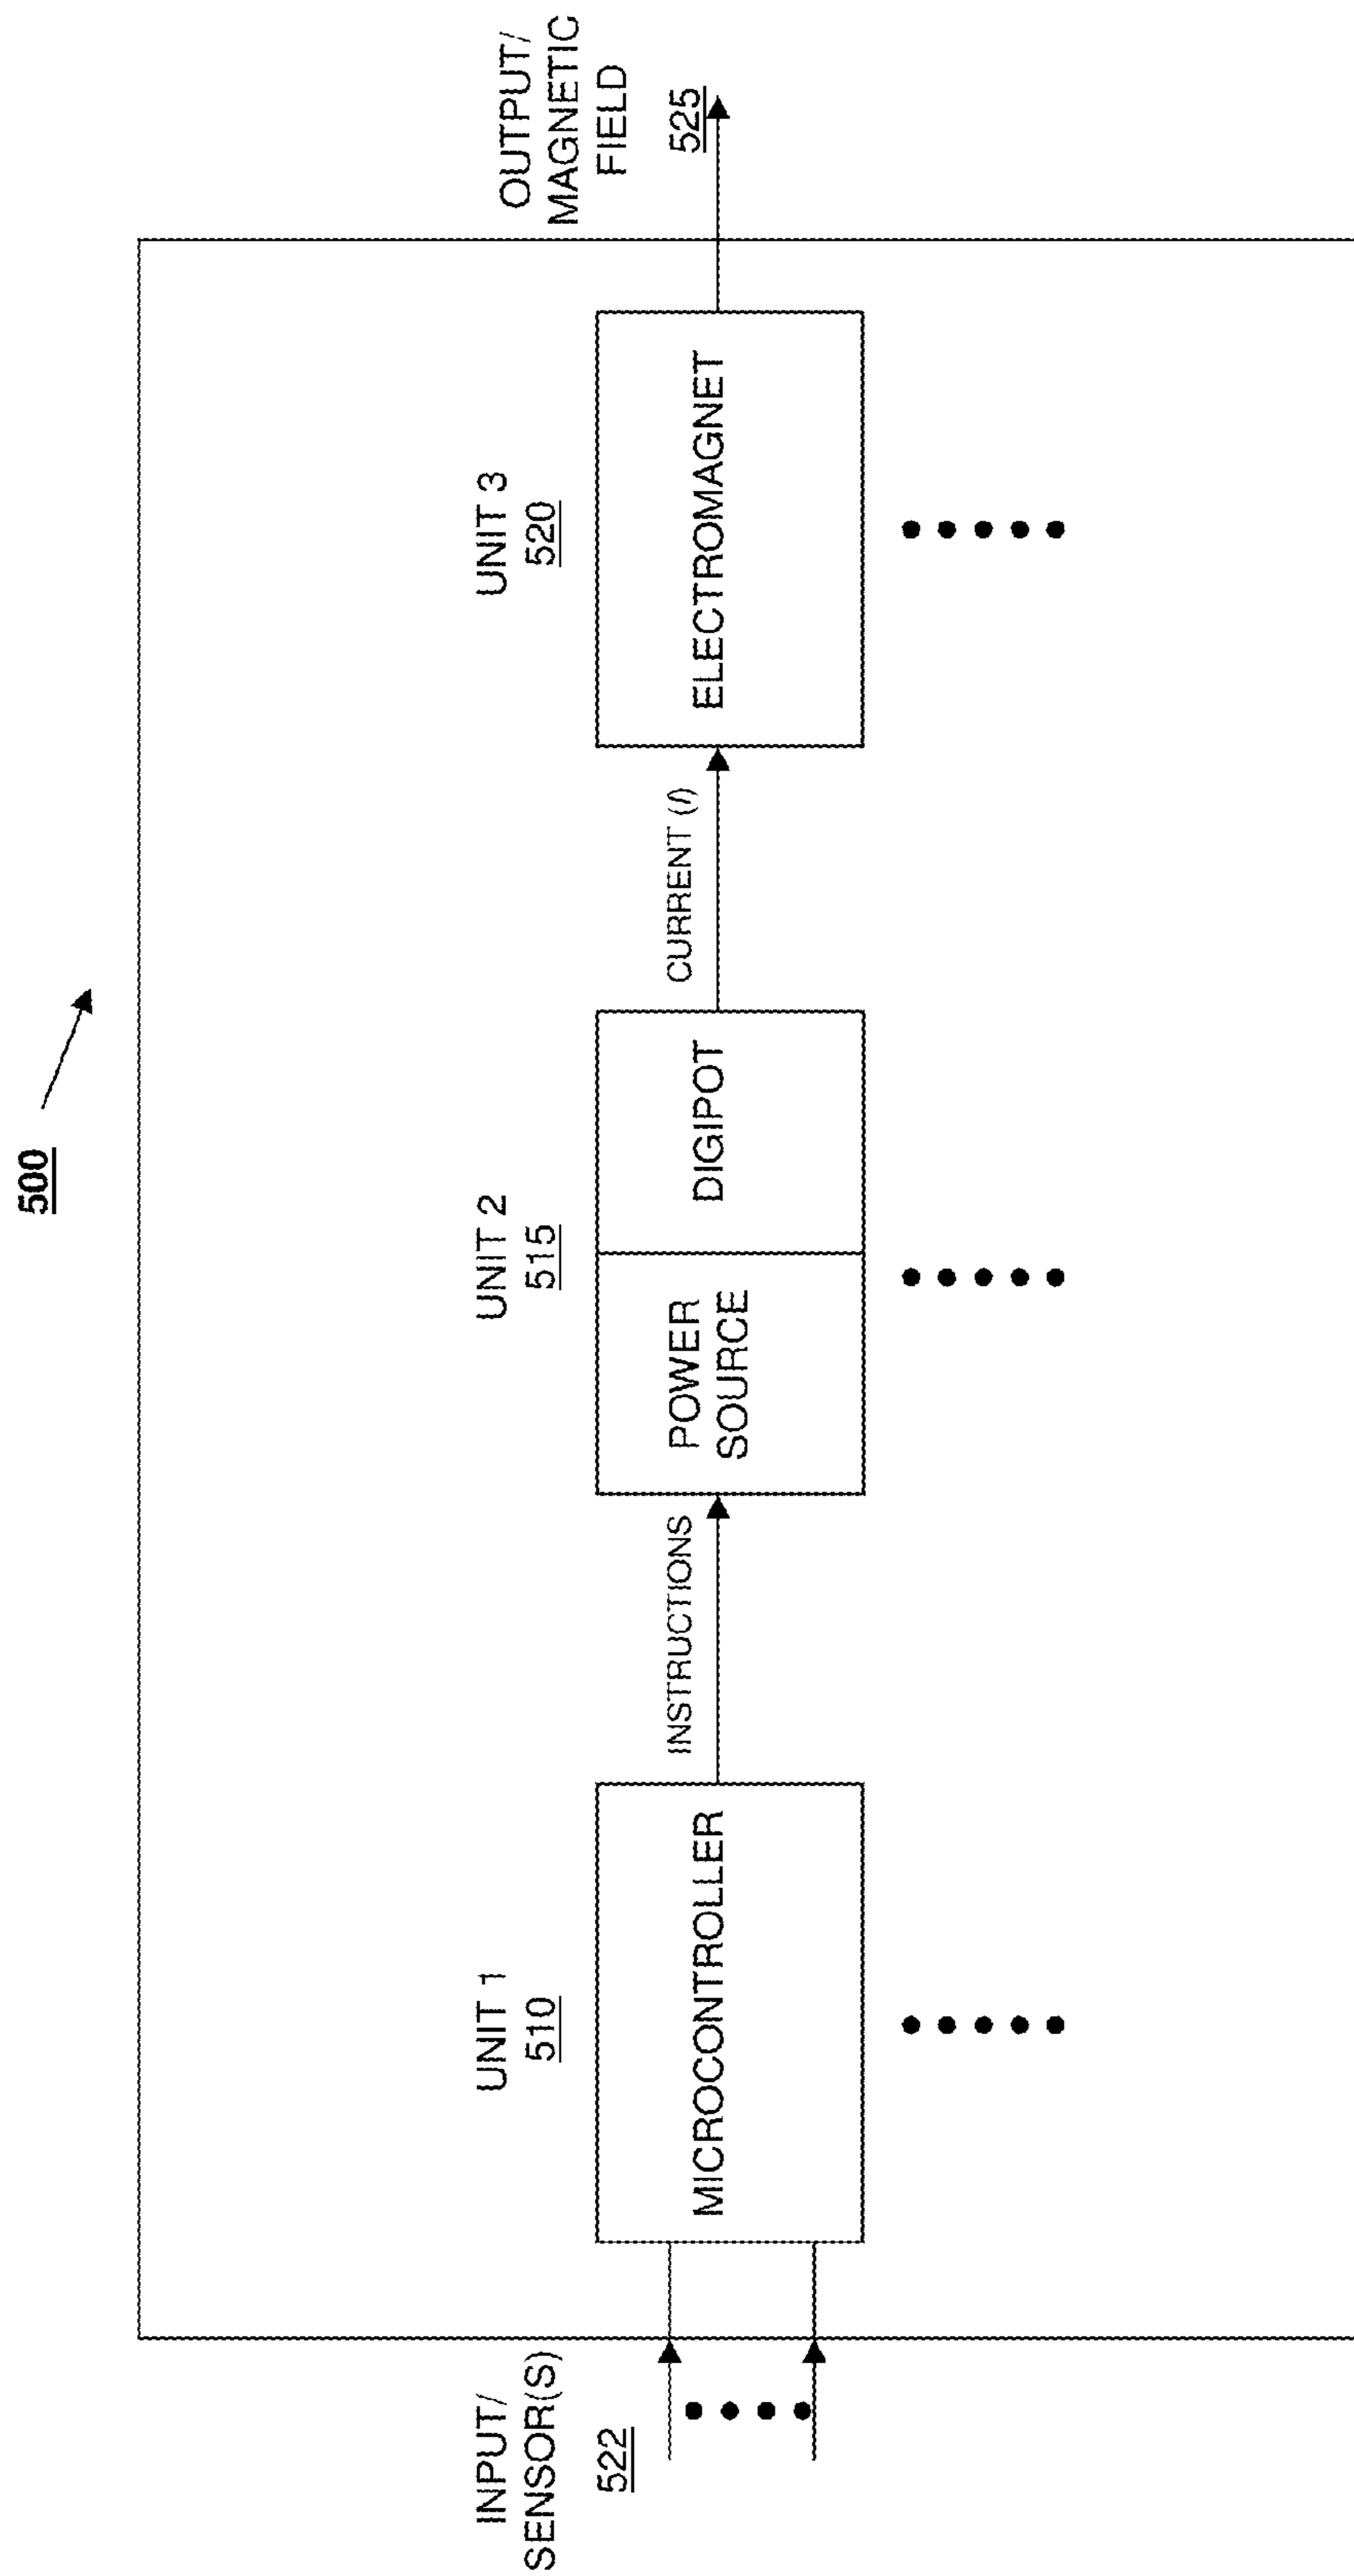 500
INPUT/
SENSOR(S)
522
UNIT 1
510
MICROCONTROLLER
INSTRUCTIONS
UNIT 2
515
POWER
SOURCE
DIGIPOT
CURRENT (I)
UNIT 3
520
ELECTROMAGNET
OUTPUT/
MAGNETIC
FIELD
525